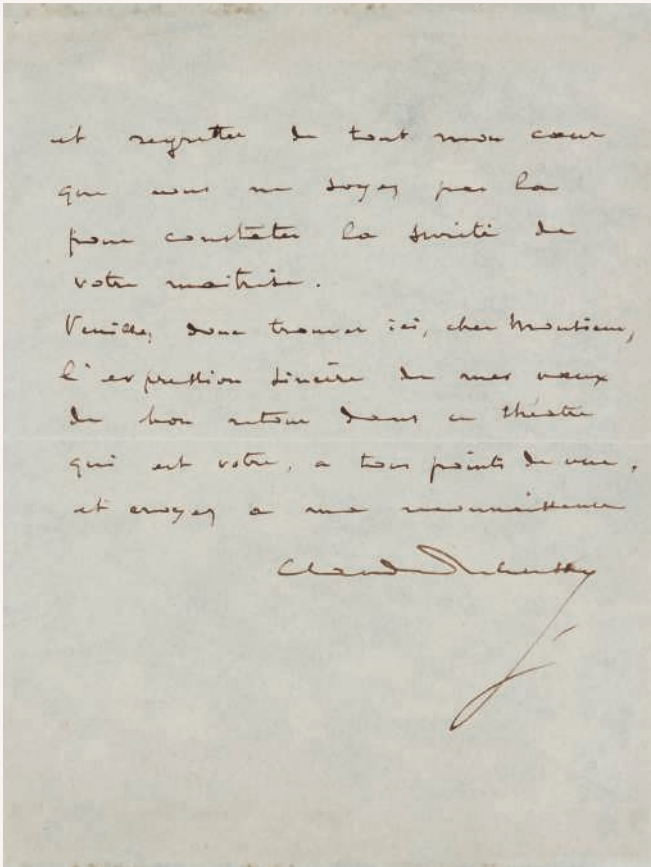 et regretter de tout mon cœur
que vous ne soyez pas là
pour constater la sûreté de
votre maîtrise.
Veuillez donc trouver ici, cher Monsieur,
l'expression sincère de mes vœux
de bon retour dans ce théâtre
qui est votre, à tous points de vue,
et croyez à ma reconnaissance
Claude Debussy